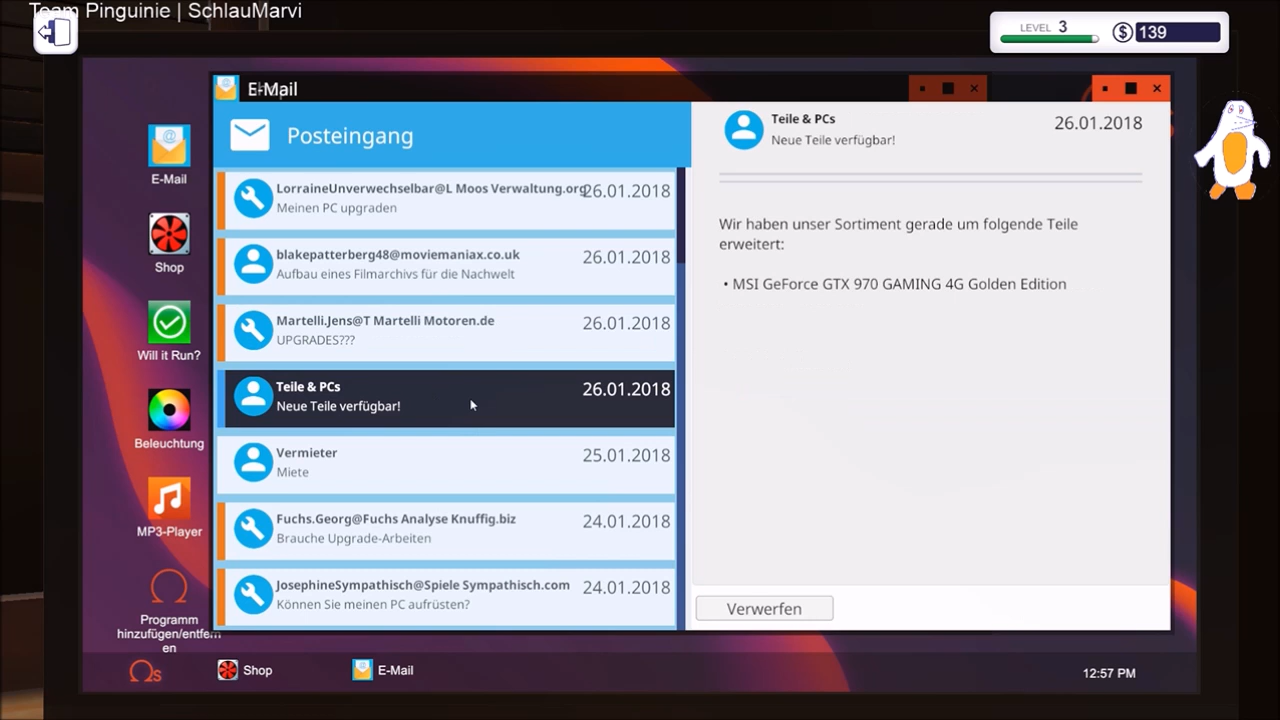 Team Pinguinie | SchlauMarvi
LEVEL 3
$ 139
E-Mail
Posteingang
Teile & PCs
26.01.2018
Neue Teile verfügbar!
E-Mail
Shop
Will it Run?
Beleuchtung
MP3-Player
Programm
hinzufügen/entfern
en
LorraineUnverwechselbar@L Moos Verwaltung.org
26.01.2018
Meinen PC upgraden
blakepatterberg48@moviemaniax.co.uk
26.01.2018
Aufbau eines Filmarchivs für die Nachwelt
Martelli.Jens@T Martelli Motoren.de
26.01.2018
UPGRADES???
Teile & PCs
26.01.2018
Neue Teile verfügbar!
Vermieter
25.01.2018
Miete
Fuchs.Georg@Fuchs Analyse Knuffig.biz
24.01.2018
Brauche Upgrade-Arbeiten
JosephineSympathisch@Spiele Sympathisch.com
24.01.2018
Können Sie meinen PC aufrüsten?
Wir haben unser Sortiment gerade um folgende Teile
erweitert:
• MSI GeForce GTX 970 GAMING 4G Golden Edition
Verwerfen
Ωs
Shop
E-Mail
12:57 PM